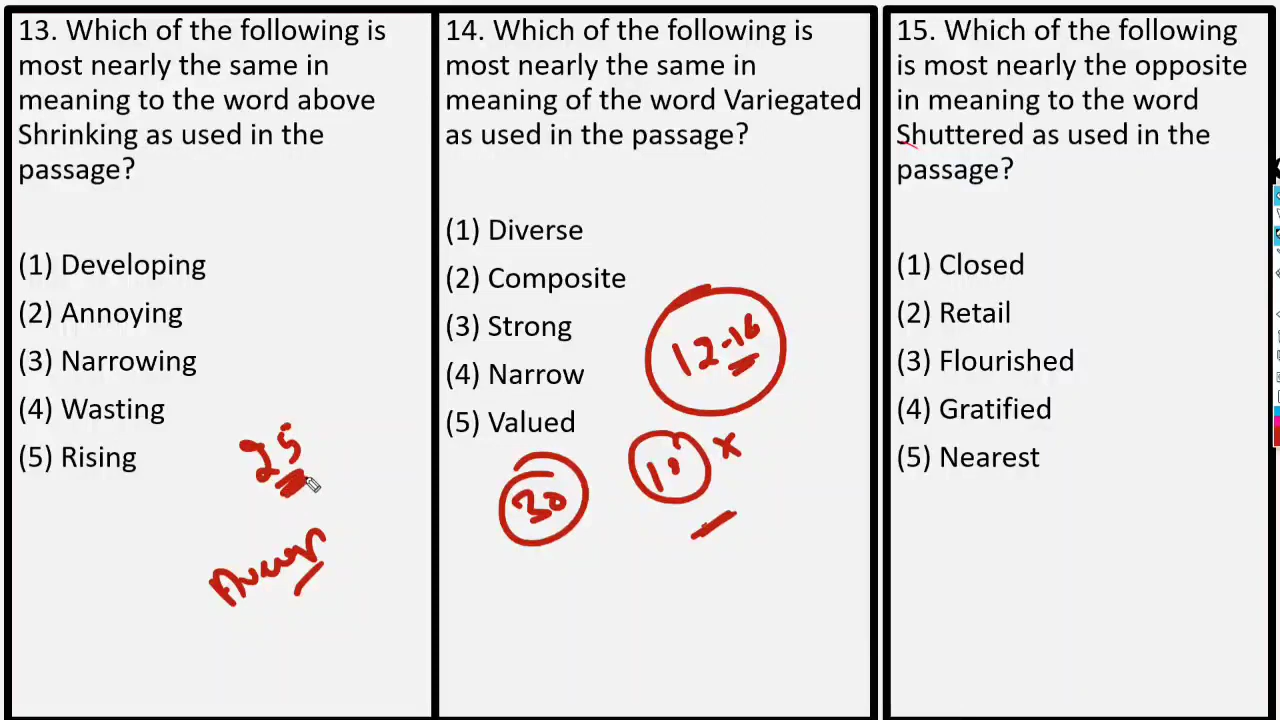 13. Which of the following is
most nearly the same in
meaning to the word above
Shrinking as used in the
passage?
(1) Developing
(2) Annoying
(3) Narrowing
(4) Wasting
(5) Rising
25
14. Which of the following is
most nearly the same in
meaning of the word Variegated
as used in the passage?
(1) Diverse
(2) Composite
(3) Strong
(4) Narrow
(5) Valued
12-16
30
15. Which of the following
is most nearly the opposite
in meaning to the word
Shuttered as used in the
passage?
(1) Closed
(2) Retail
(3) Flourished
(4) Gratified
(5) Nearest